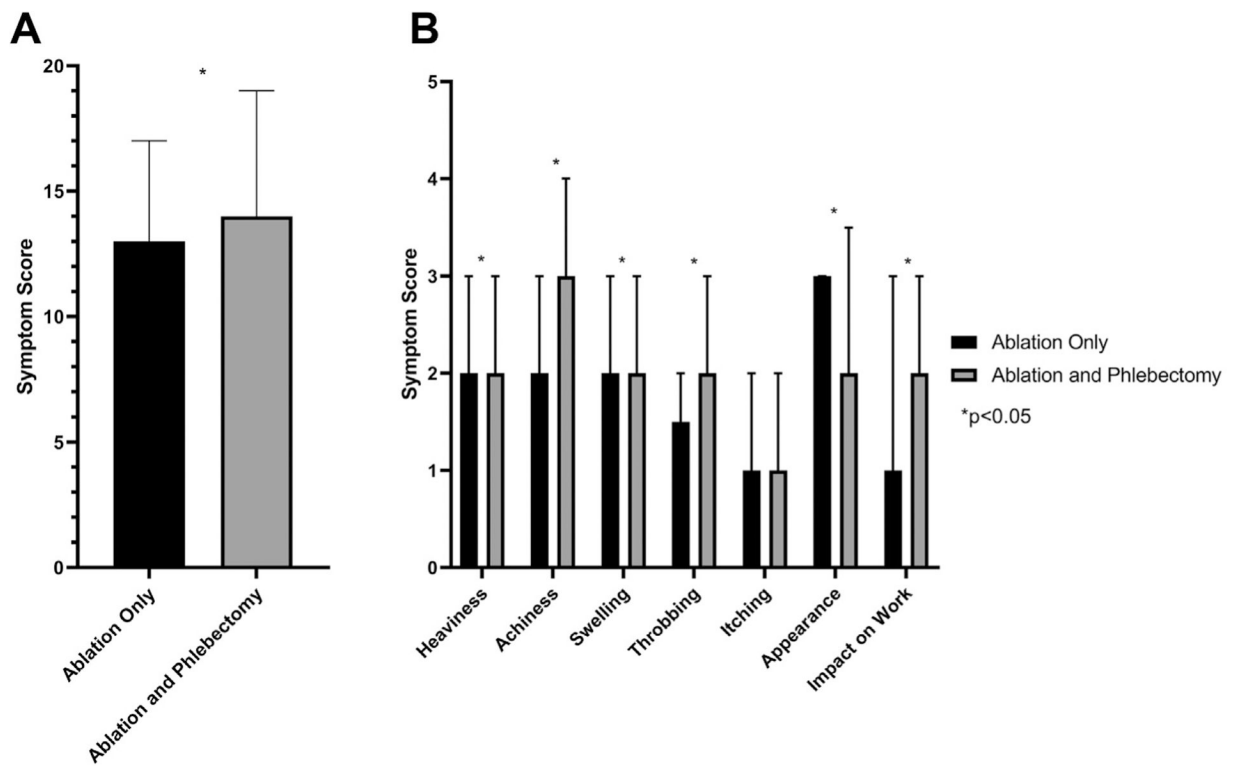 A
Symptom Score
20
15
10
5
0
*
Ablation Only
Ablation and Phlebectomy
B
Symptom Score
5
4
3
2
1
0
*
*
*
*
*
*
Heaviness
Achiness
Swelling
Throbbing
Itching
Appearance
Impact on Work
Ablation Only
Ablation and Phlebectomy
*p<0.05